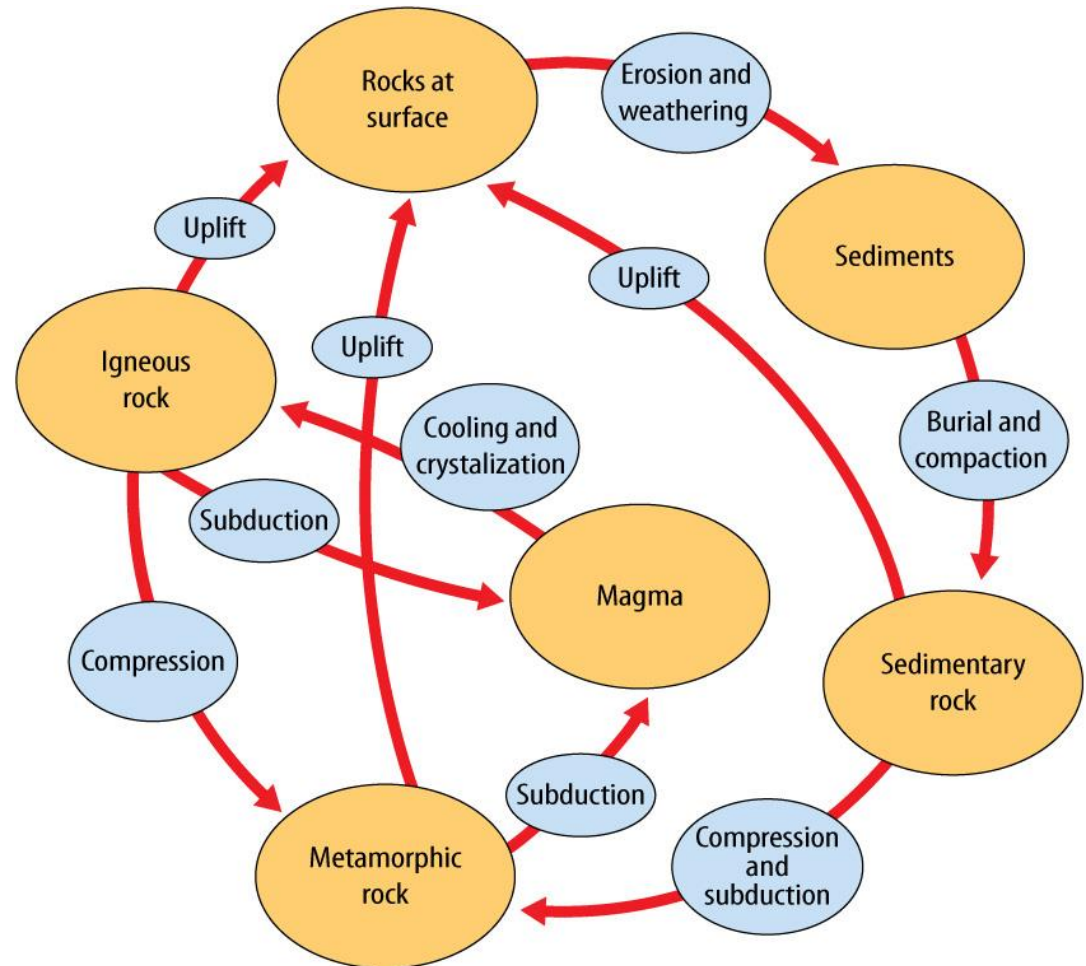 Rocks at
surface
Erosion and
weathering
Uplift
Sediments
Uplift
Uplift
Igneous
rock
Cooling and
crystalization
Burial and
compaction
Subduction
Magma
Compression
Sedimentary
rock
Subduction
Metamorphic
rock
Compression
and
subduction